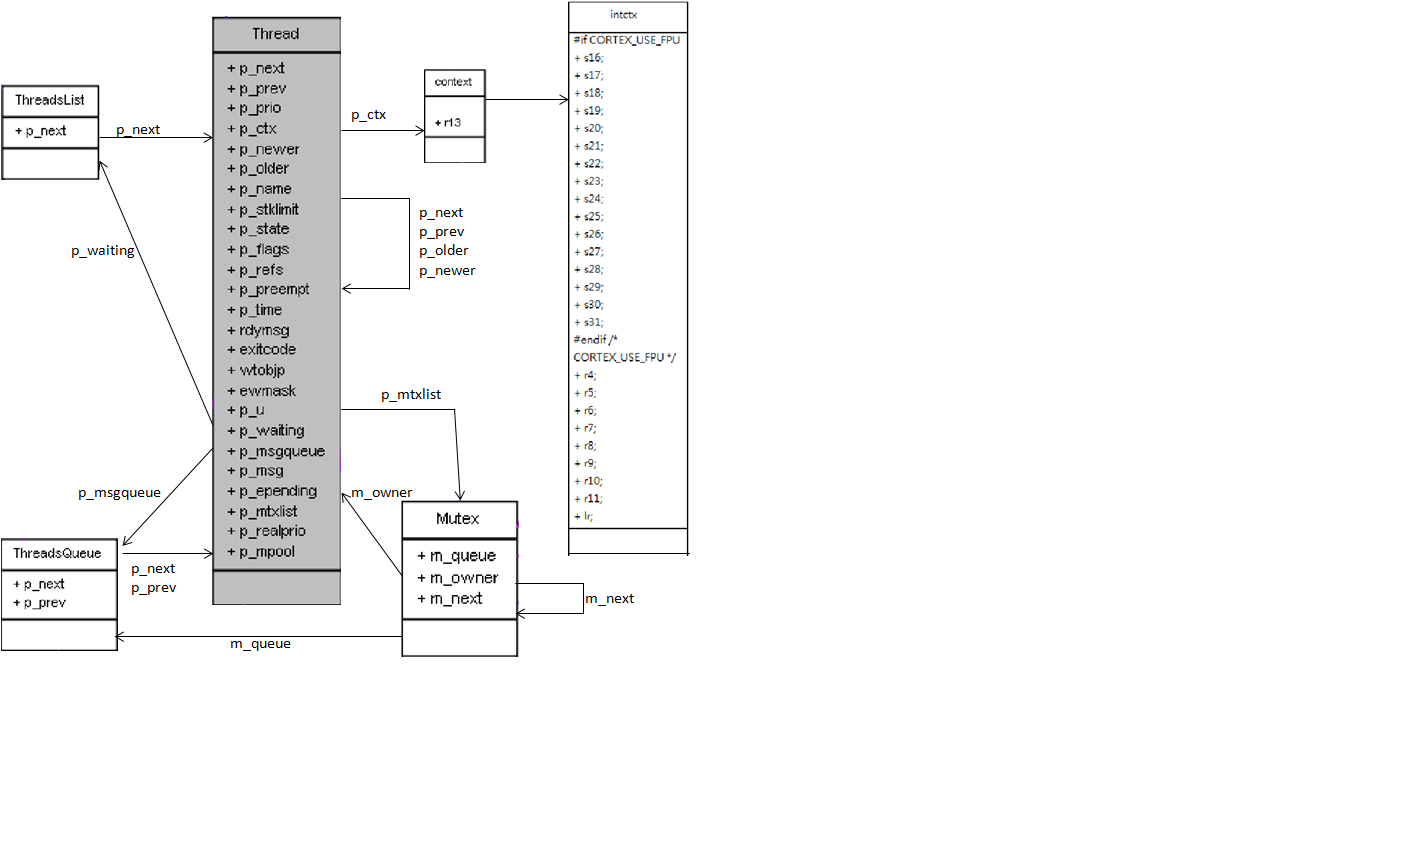 ThreadsList
+ p_next
p_next
p_waiting
p_msgqueue
ThreadsQueue
+ p_next
+ p_prev
p_next
p_prev
Thread
+ p_next
+ p_prev
+ p_prio
+ p_ctx
+ p_newer
+ p_older
+ p_name
+ p_stklimit
+ p_state
+ p_flags
+ p_refs
+ p_preempt
+ p_time
+ rdymsg
+ exitcode
+ wtobjp
+ ewmask
+ p_u
+ p_waiting
+ p_msgqueue
+ p_msg
+ p_epending
+ p_mtxlist
+ p_realprio
+ p_mpool
p_ctx
context
+ r13
p_next
p_prev
p_older
p_newer
p_mtxlist
m_owner
Mutex
+ m_queue
+ m_owner
+ m_next
m_next
m_queue
intctx
#if CORTEX_USE_FPU
+ s16;
+ s17;
+ s18;
+ s19;
+ s20;
+ s21;
+ s22;
+ s23;
+ s24;
+ s25;
+ s26;
+ s27;
+ s28;
+ s29;
+ s30;
+ s31;
#endif /*
CORTEX_USE_FPU */
+ r4;
+ r5;
+ r6;
+ r7;
+ r8;
+ r9;
+ r10;
+ r11;
+ lr;